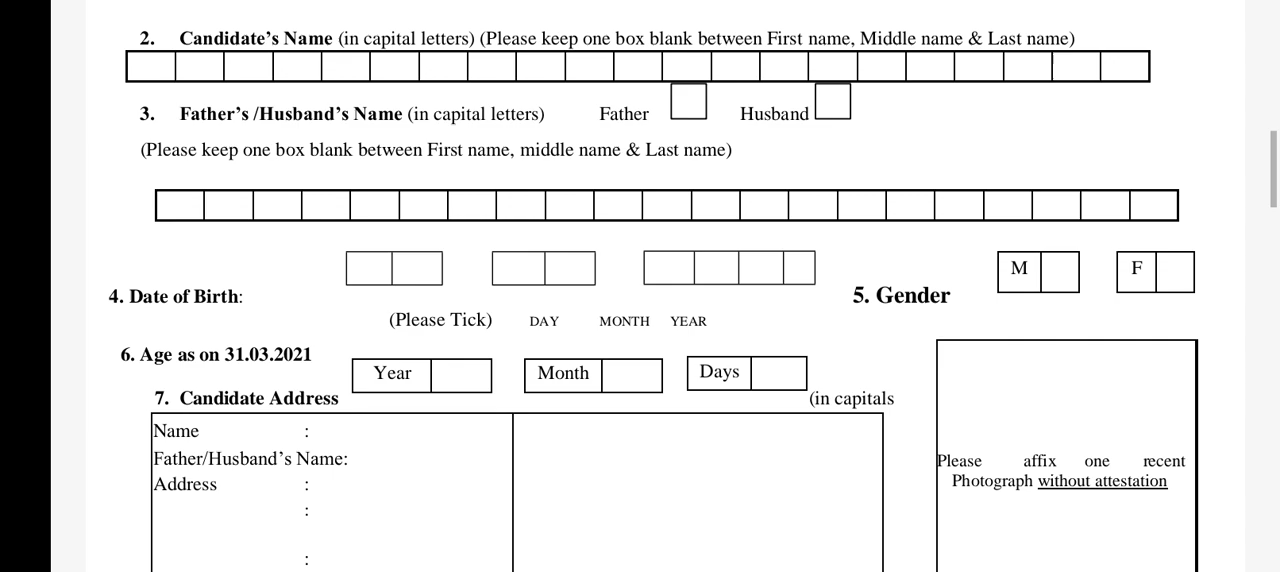 2. Candidate's Name (in capital letters) (Please keep one box blank between First name, Middle name & Last name)
3. Father's /Husband's Name (in capital letters) Father Husband
(Please keep one box blank between First name, middle name & Last name)
M F
4. Date of Birth: 5. Gender
(Please Tick) DAY MONTH YEAR
6. Age as on 31.03.2021
Year Month Days
7. Candidate Address (in capitals
Name :
Father/Husband's Name:
Address :
:
:
Please affix one recent
Photograph without attestation